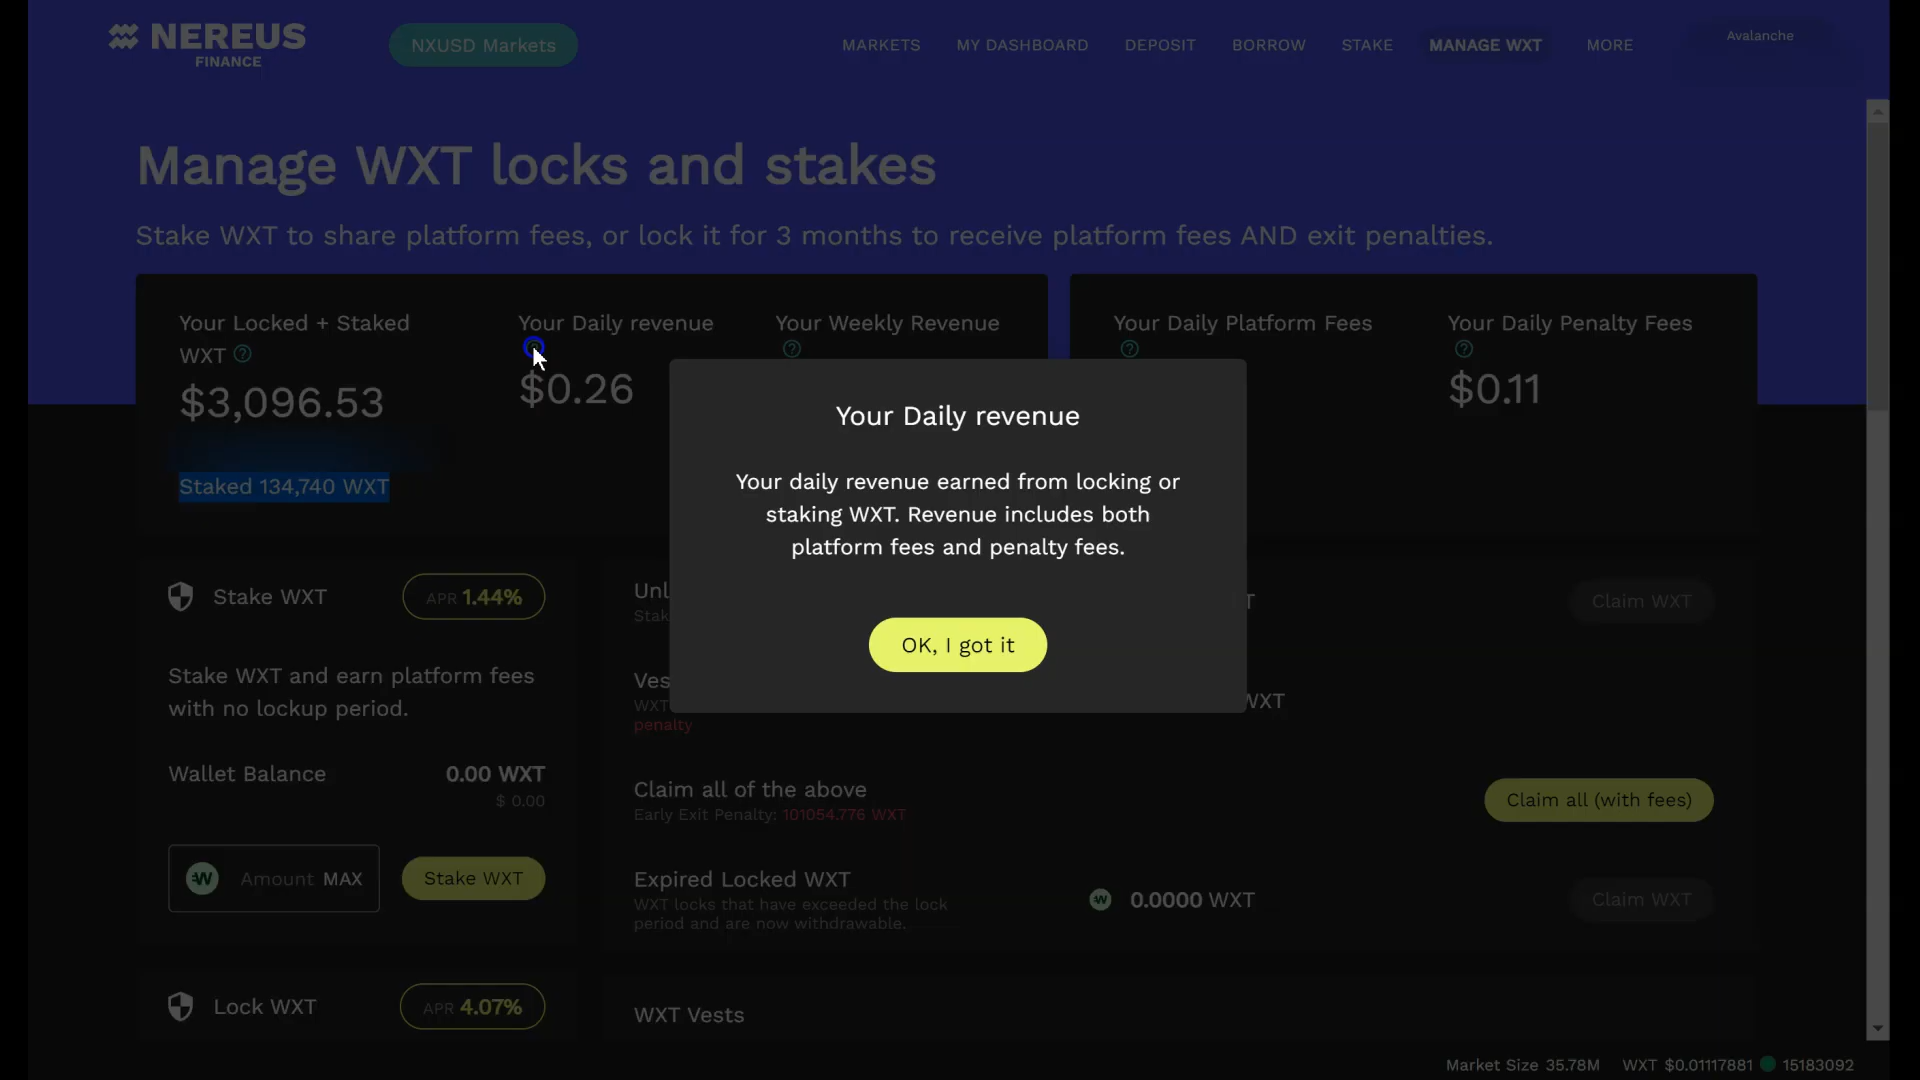 NEREUS
FINANCE
NXUSD Markets
MARKETS
MY DASHBOARD
DEPOSIT
BORROW
STAKE
MANAGE WXT
MORE
Avalanche
Manage WXT locks and stakes
Stake WXT to share platform fees, or lock it for 3 months to receive platform fees AND exit penalties.
Your Locked + Staked
WXT
$3,096.53
Staked 134,740 WXT
Your Daily revenue
$0.26
Your Weekly Revenue
Your Daily Platform Fees
Your Daily Penalty Fees
$0.11
Your Daily revenue
Your daily revenue earned from locking or
staking WXT. Revenue includes both
platform fees and penalty fees.
OK, I got it
Stake WXT
APR 1.44%
Stake WXT and earn platform fees
with no lockup period.
Wallet Balance
0.00 WXT
$ 0.00
Amount MAX
Stake WXT
Lock WXT
APR 4.07%
Claim WXT
WXT
penalty
WXT
Claim all of the above
Early Exit Penalty: 101054.776 WXT
Claim all (with fees)
Expired Locked WXT
WXT locks that have exceeded the lock
period and are now withdrawable.
0.0000 WXT
Claim WXT
WXT Vests
Market Size 35.78M
WXT $0.01117881
15183092